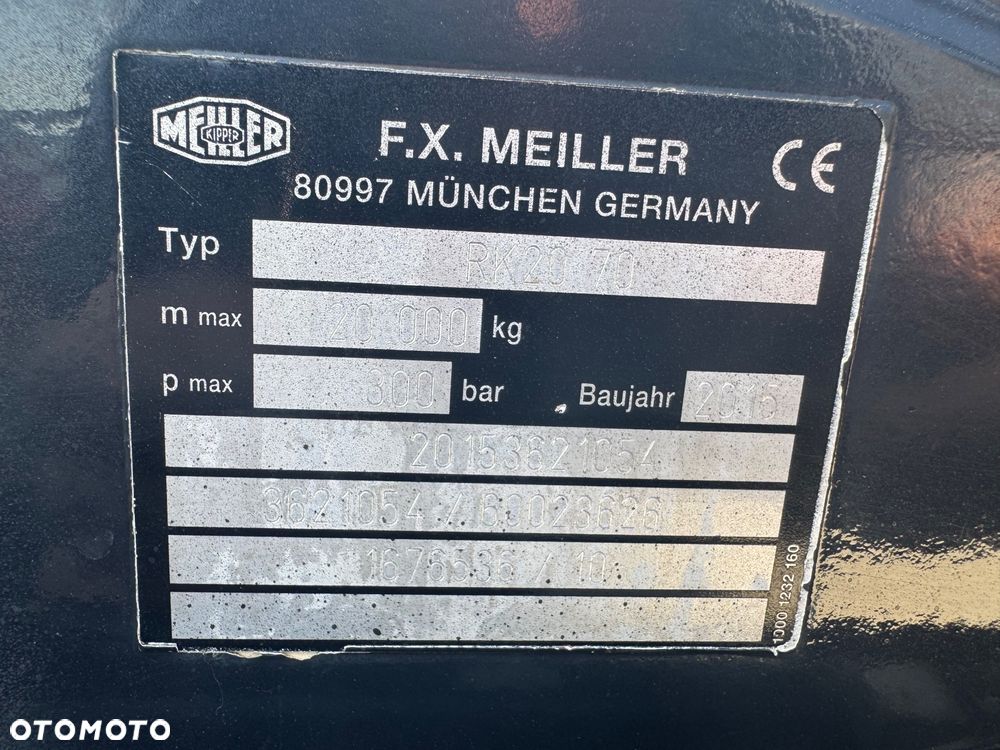 MEILLER
KIPPER
F.X. MEILLER
CE
80997 MÜNCHEN GERMANY
Typ RK20 70
m max 20 000 kg
p max 300 bar Baujahr 2015
20153621054
3621054 / 60023626
1676536 / 10
1000 1232 160
OTOMOTO